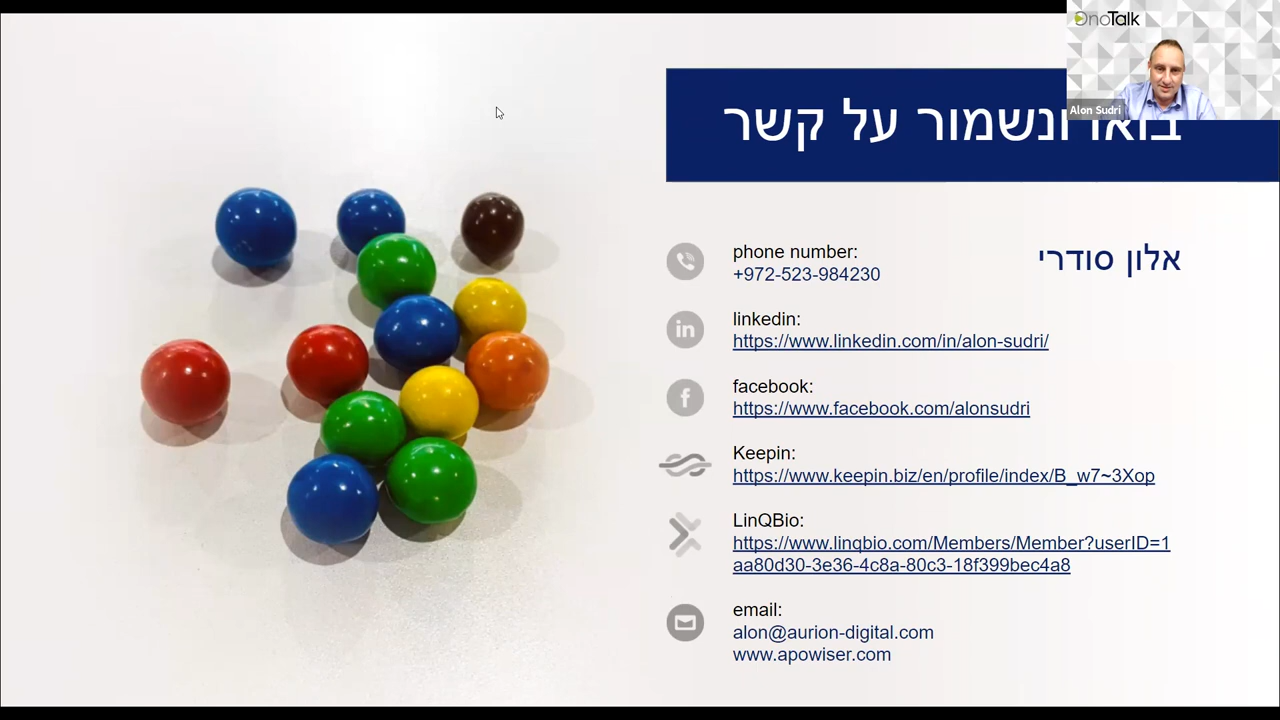 OnoTalk
Alon Sudri
ונשמור על קשר
אלון סודרי
phone number:
+972-523-984230
linkedin:
https://www.linkedin.com/in/alon-sudri/
facebook:
https://www.facebook.com/alonsudri
Keepin:
https://www.keepin.biz/en/profile/index/B_w7~3Xop
LinQBio:
https://www.linqbio.com/Members/Member?userID=1
aa80d30-3e36-4c8a-80c3-18f399bec4a8
email:
alon@aurion-digital.com
www.apowiser.com